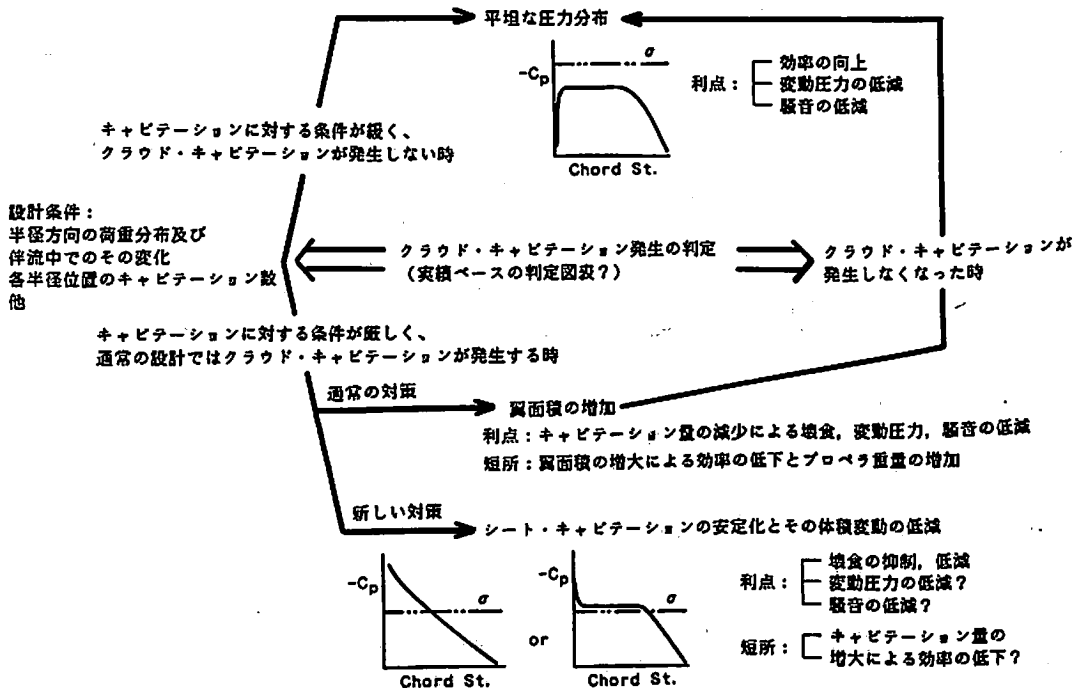 平坦な圧力分布
σ
-Cp
Chord St.
利点：
効率の向上
変動圧力の低減
騒音の低減
キャビテーションに対する条件が緩く、
クラウド・キャビテーションが発生しない時
設計条件：
半径方向の荷重分布及び
伴流中でのその変化
各半径位置のキャビテーション数
他
クラウド・キャビテーション発生の判定
（実績ベースの判定図表？）
クラウド・キャビテーションが
発生しなくなった時
キャビテーションに対する条件が厳しく、
通常の設計ではクラウド・キャビテーションが発生する時
通常の対策
翼面積の増加
利点：キャビテーション量の減少による壊食，変動圧力，騒音の低減
短所：翼面積の増大による効率の低下とプロペラ重量の増加
新しい対策
シート・キャビテーションの安定化とその体積変動の低減
-Cp
σ
Chord St.
or
-Cp
σ
Chord St.
利点：
壊食の抑制，低減
変動圧力の低減？
騒音の低減？
短所：
キャビテーション量の
増大による効率の低下？